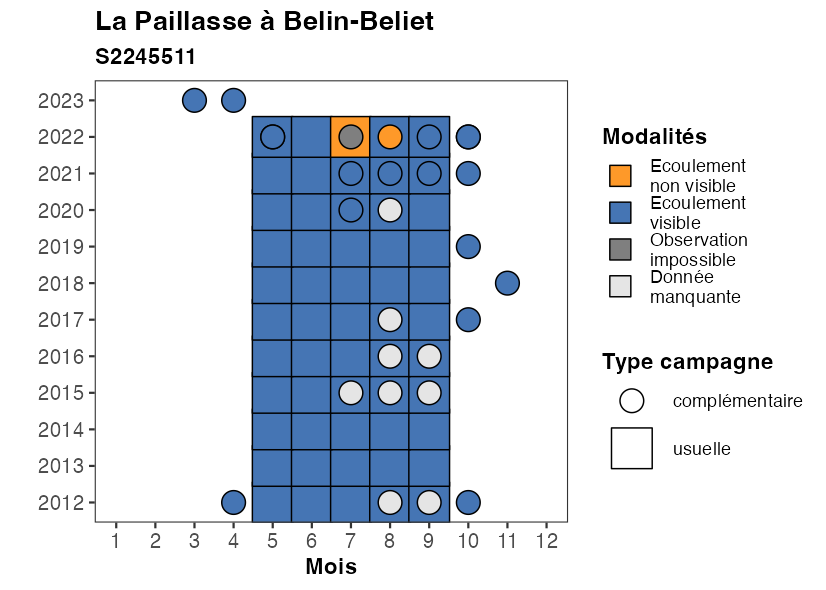 La Paillasse à Belin-Beliet
S2245511
2023
2022
2021
2020
2019
2018
2017
2016
2015
2014
2013
2012
1 2 3 4 5 6 7 8 9 10 11 12
Mois
Modalités
Ecoulement
non visible
Ecoulement
visible
Observation
impossible
Donnée
manquante
Type campagne
complémentaire
usuelle